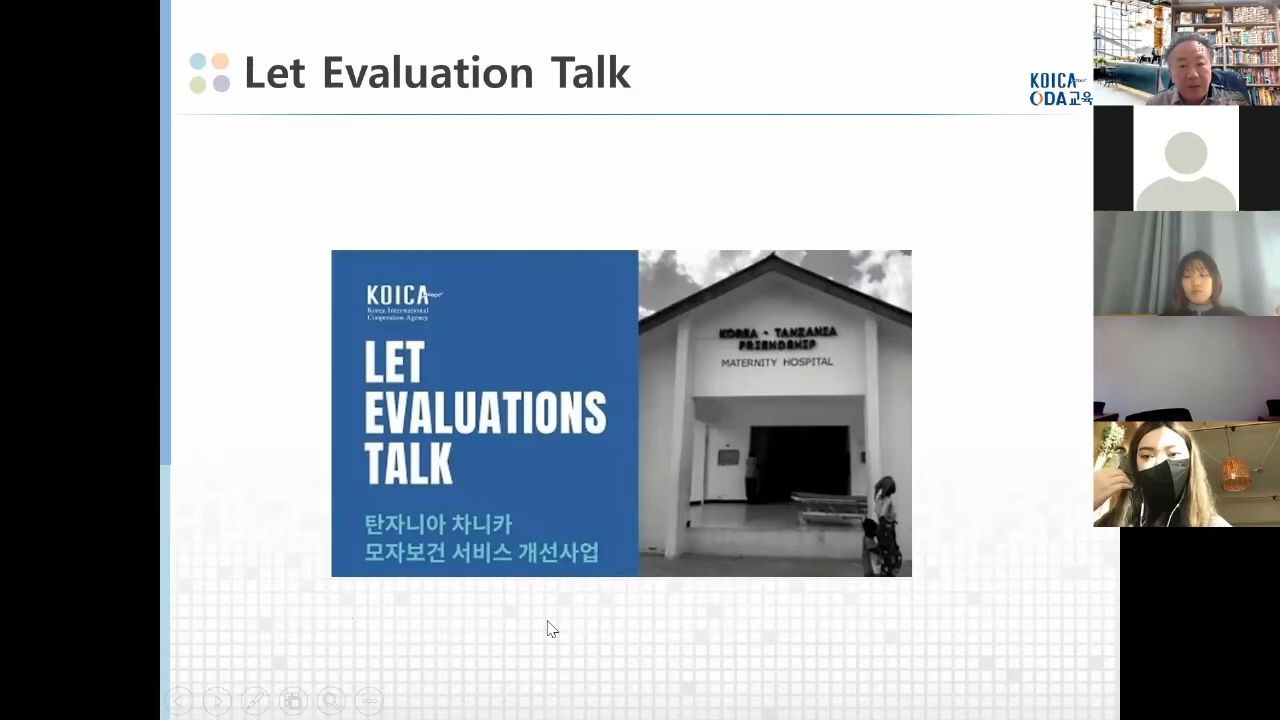 Let Evaluation Talk
KOICA
ODA교육
KOICA
Korea International
Cooperation Agency
LET
EVALUATIONS
TALK
탄자니아 차니카
모자보건 서비스 개선사업
KOREA - TANZANIA
FRIENDSHIP
MATERNITY HOSPITAL